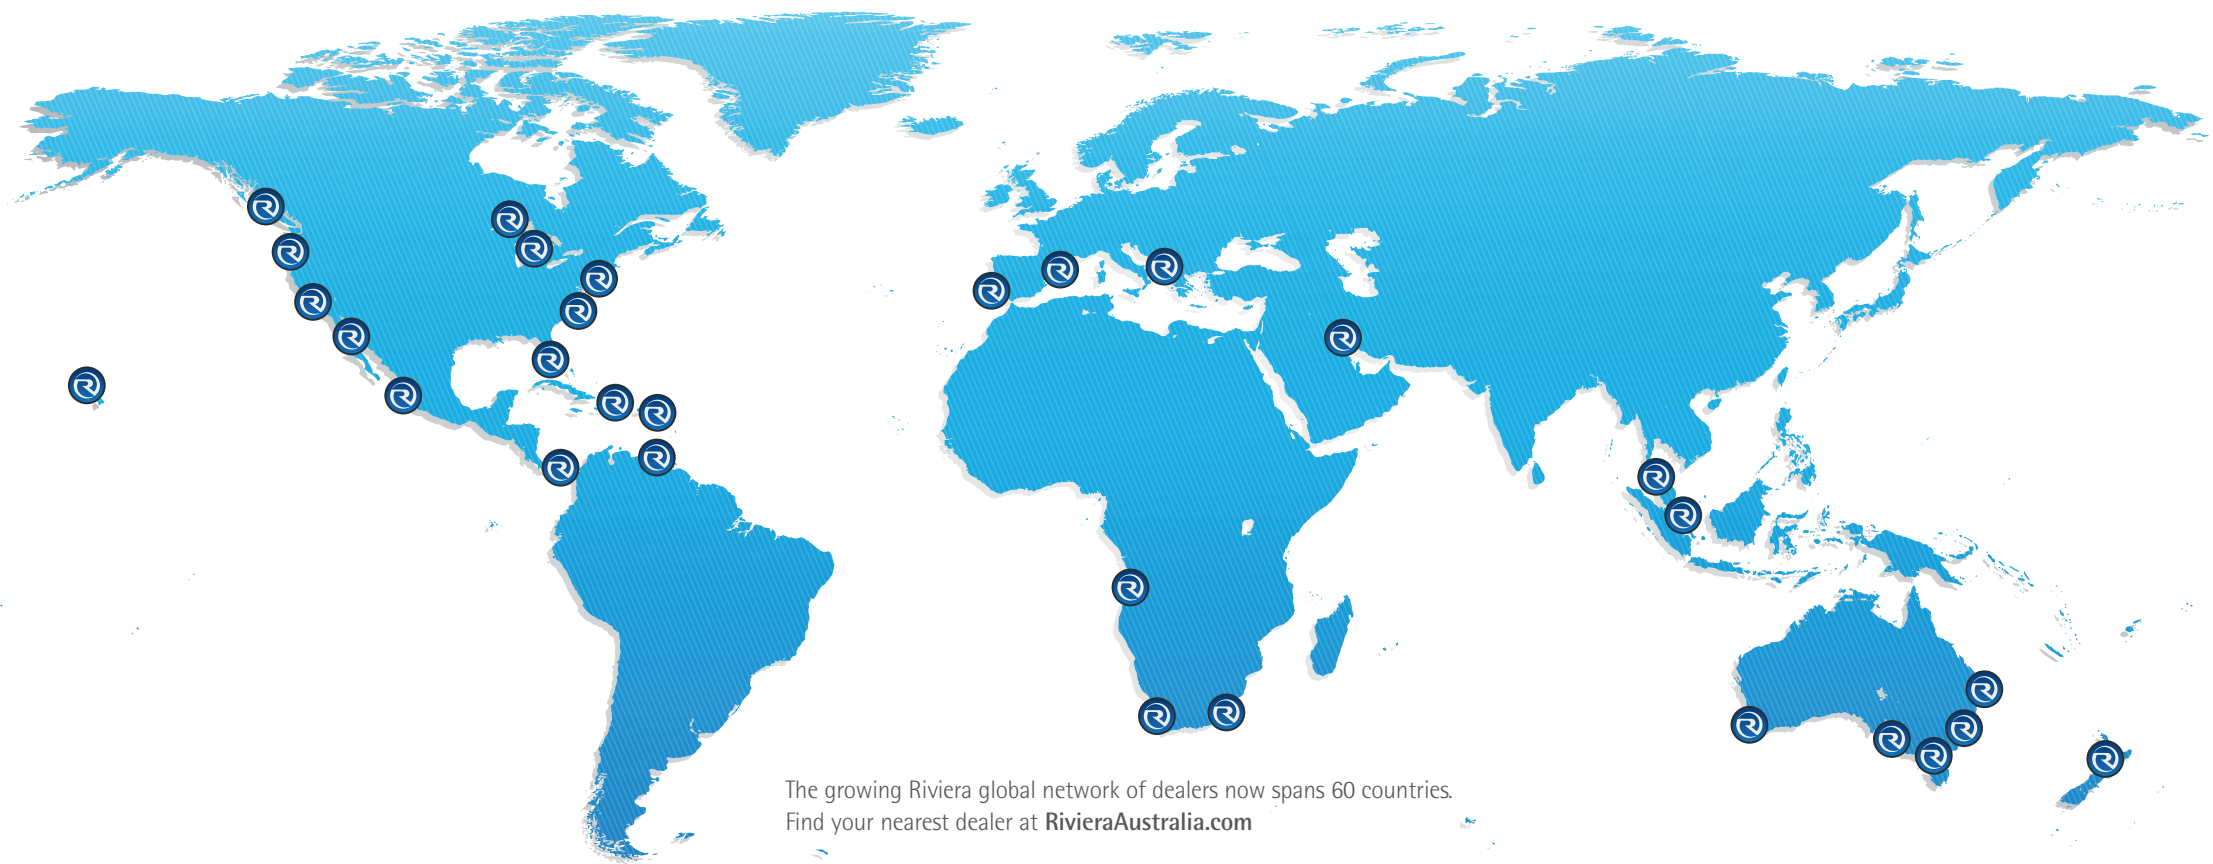 The growing Riviera global network of dealers now spans 60 countries.
Find your nearest dealer at RivieraAustralia.com